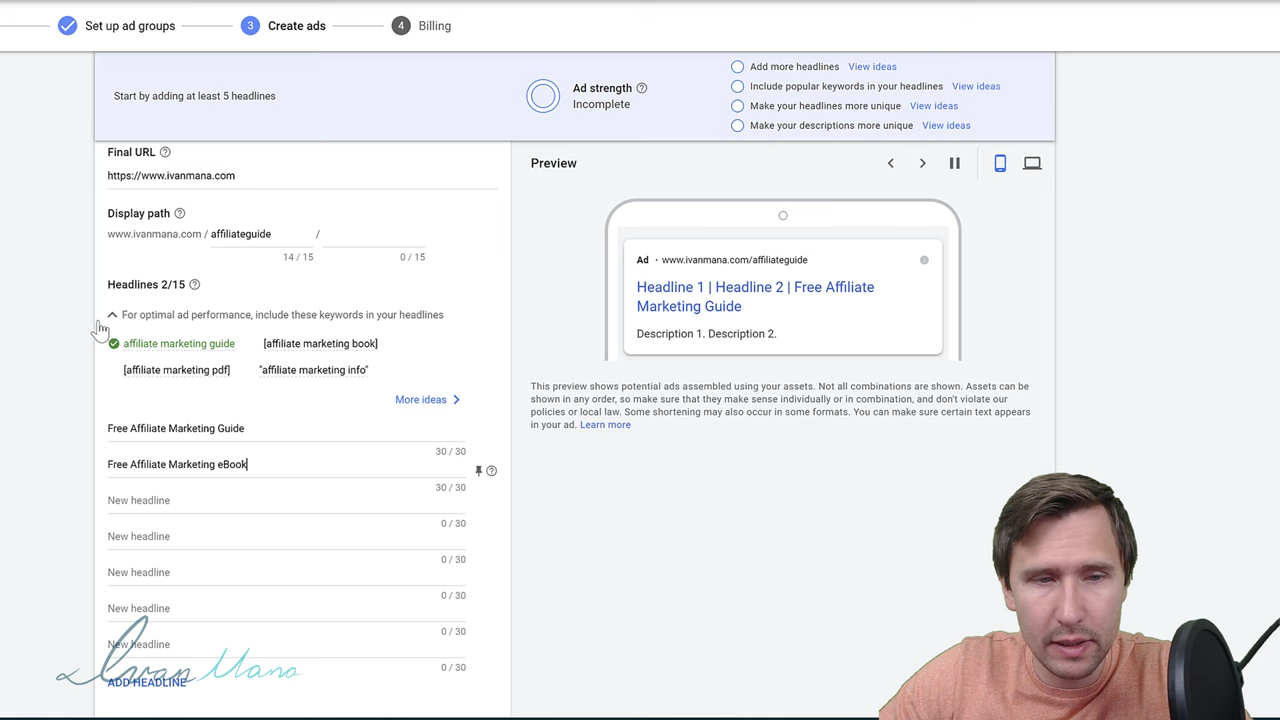 Set up ad groups
3 Create ads
4 Billing
Start by adding at least 5 headlines
Ad strength
Incomplete
Add more headlines View ideas
Include popular keywords in your headlines View ideas
Make your headlines more unique View ideas
Make your descriptions more unique View ideas
Final URL
https://www.ivanmana.com
Display path
www.ivanmana.com / affiliateguide /
14 / 15 0 / 15
Headlines 2/15
For optimal ad performance, include these keywords in your headlines
affiliate marketing guide [affiliate marketing book]
[affiliate marketing pdf] "affiliate marketing info"
More ideas
Free Affiliate Marketing Guide
30 / 30
Free Affiliate Marketing eBook
30 / 30
New headline
0 / 30
New headline
0 / 30
New headline
0 / 30
New headline
0 / 30
New headline
0 / 30
Ivan Mana
ADD HEADLINE
Preview
Ad · www.ivanmana.com/affiliateguide
Headline 1 | Headline 2 | Free Affiliate
Marketing Guide
Description 1. Description 2.
This preview shows potential ads assembled using your assets. Not all combinations are shown. Assets can be
shown in any order, so make sure that they make sense individually or in combination, and don't violate our
policies or local law. Some shortening may also occur in some formats. You can make sure certain text appears
in your ad. Learn more